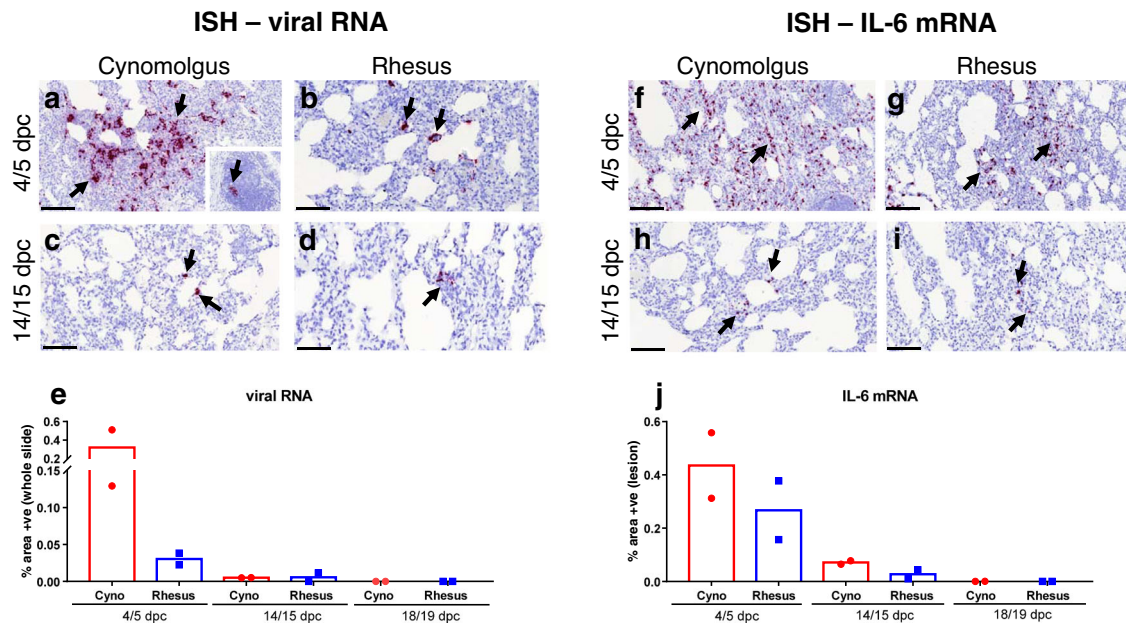 ISH – viral RNA
Cynomolgus
Rhesus
4/5 dpc
a
b
14/15 dpc
c
d
ISH – IL-6 mRNA
Cynomolgus
Rhesus
4/5 dpc
f
g
14/15 dpc
h
i
e
viral RNA
% area +ve (whole slide)
0.6
0.4
0.2
0.15
0.10
0.05
0.00
Cyno Rhesus Cyno Rhesus Cyno Rhesus
4/5 dpc 14/15 dpc 18/19 dpc
j
IL-6 mRNA
% area +ve (lesion)
0.6
0.4
0.2
0.0
Cyno Rhesus Cyno Rhesus Cyno Rhesus
4/5 dpc 14/15 dpc 18/19 dpc